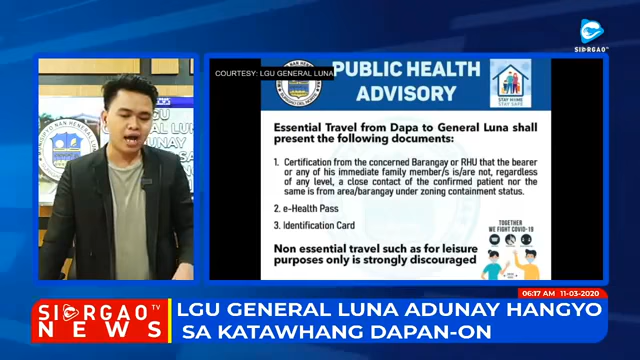 SIARGAO TV
COURTESY: LGU GENERAL LUNA
PUBLIC HEALTH
ADVISORY
STAY HOME
STAY SAFE
LGU
GENERAL LUNA
ADUNAY
Essential Travel from Dapa to General Luna shall
present the following documents:
1. Certification from the concerned Barangay or RHU that the bearer
or any of his immediate family member/s is/are not, regardless
of any level, a close contact of the confirmed patient nor the
same is from area/barangay under zoning containment status.
2. e-Health Pass
3. Identification Card
Non essential travel such as for leisure
purposes only is strongly discouraged
TOGETHER
WE FIGHT COVID-19
06:17 AM 11-03-2020
SIARGAO TV
NEWS
LGU GENERAL LUNA ADUNAY HANGYO
SA KATAWHANG DAPAN-ON